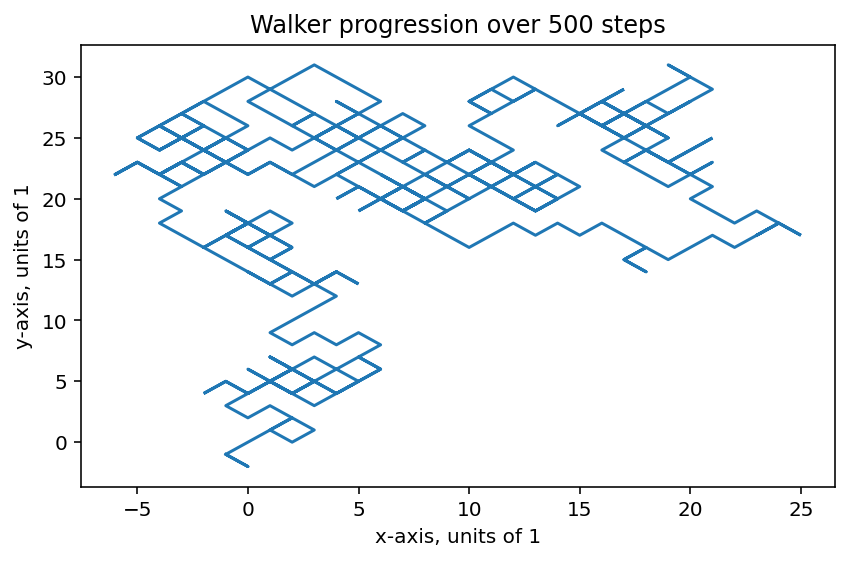 Walker progression over 500 steps
30
25
20
15
10
5
0
y-axis, units of 1
−5 0 5 10 15 20 25
x-axis, units of 1